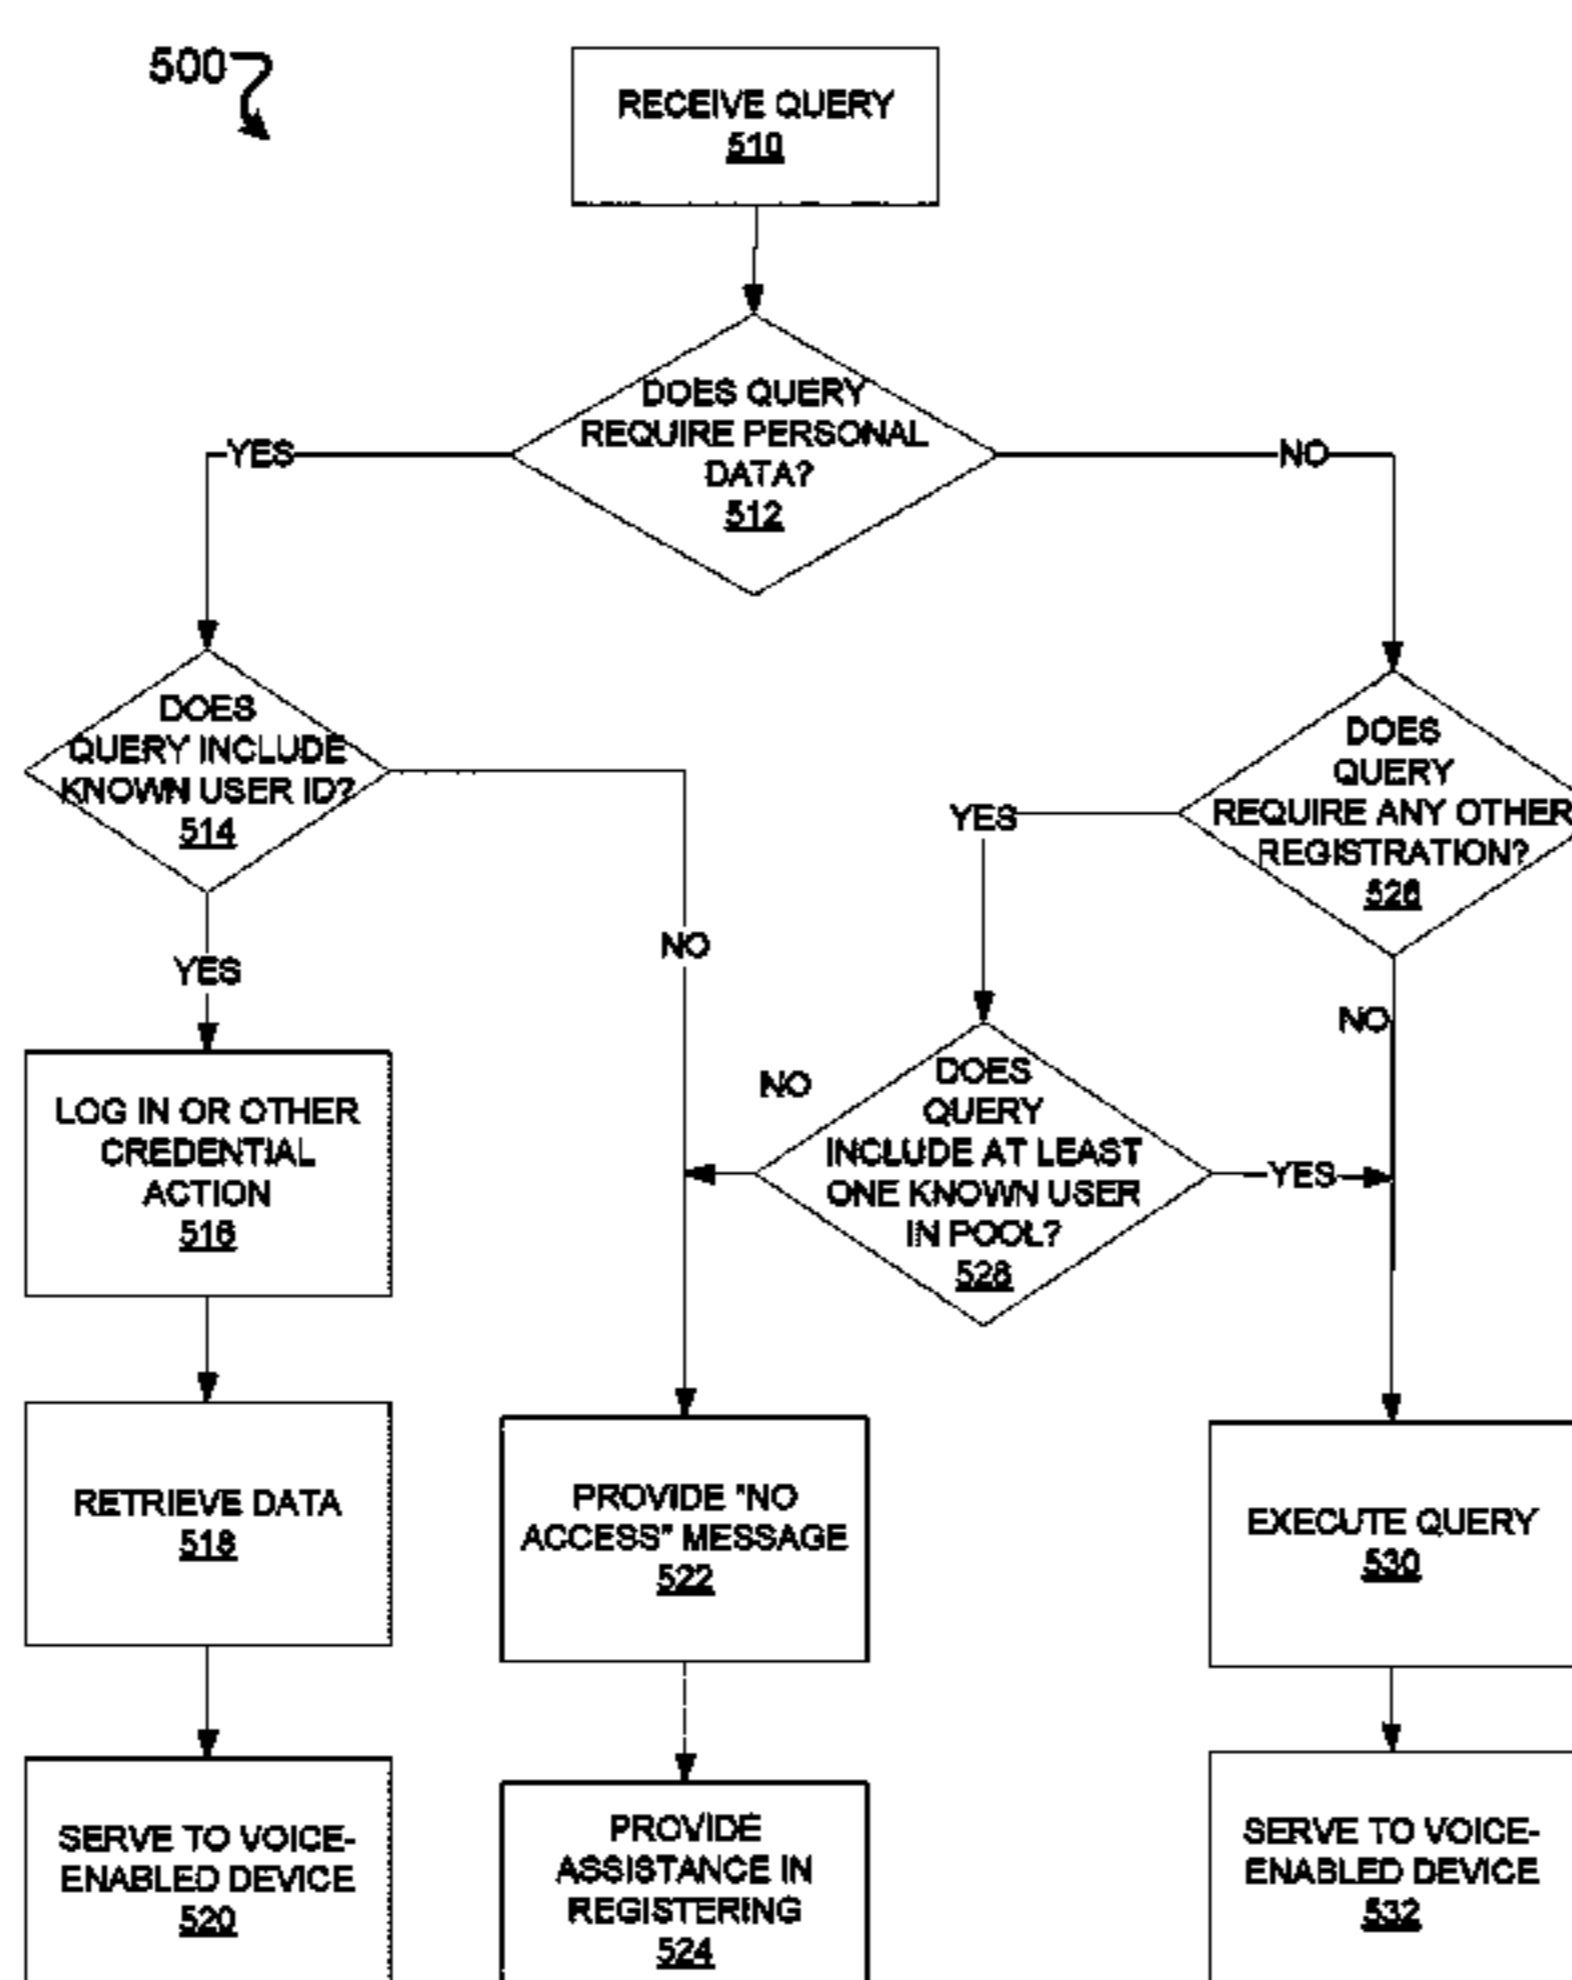 500
RECEIVE QUERY
510
DOES QUERY
REQUIRE PERSONAL
DATA?
512
YES
NO
DOES
QUERY INCLUDE
KNOWN USER ID?
514
DOES
QUERY
REQUIRE ANY OTHER
REGISTRATION?
526
YES
NO
YES
NO
LOG IN OR OTHER
CREDENTIAL
ACTION
516
NO
DOES
QUERY
INCLUDE AT LEAST
ONE KNOWN USER
IN POOL?
528
YES
RETRIEVE DATA
518
PROVIDE "NO
ACCESS" MESSAGE
522
EXECUTE QUERY
530
SERVE TO VOICE-
ENABLED DEVICE
520
PROVIDE
ASSISTANCE IN
REGISTERING
524
SERVE TO VOICE-
ENABLED DEVICE
532